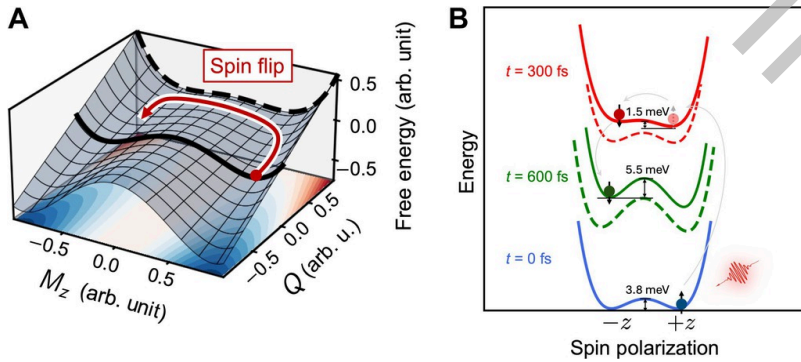 A
Spin flip
Free energy (arb. unit)
0.5
0.0
−0.5
−0.5
0.0
0.5
M_z (arb. unit)
−0.5
0.0
0.5
Q (arb. u.)
B
Energy
t = 300 fs
1.5 meV
t = 600 fs
5.5 meV
t = 0 fs
3.8 meV
−z
+z
Spin polarization